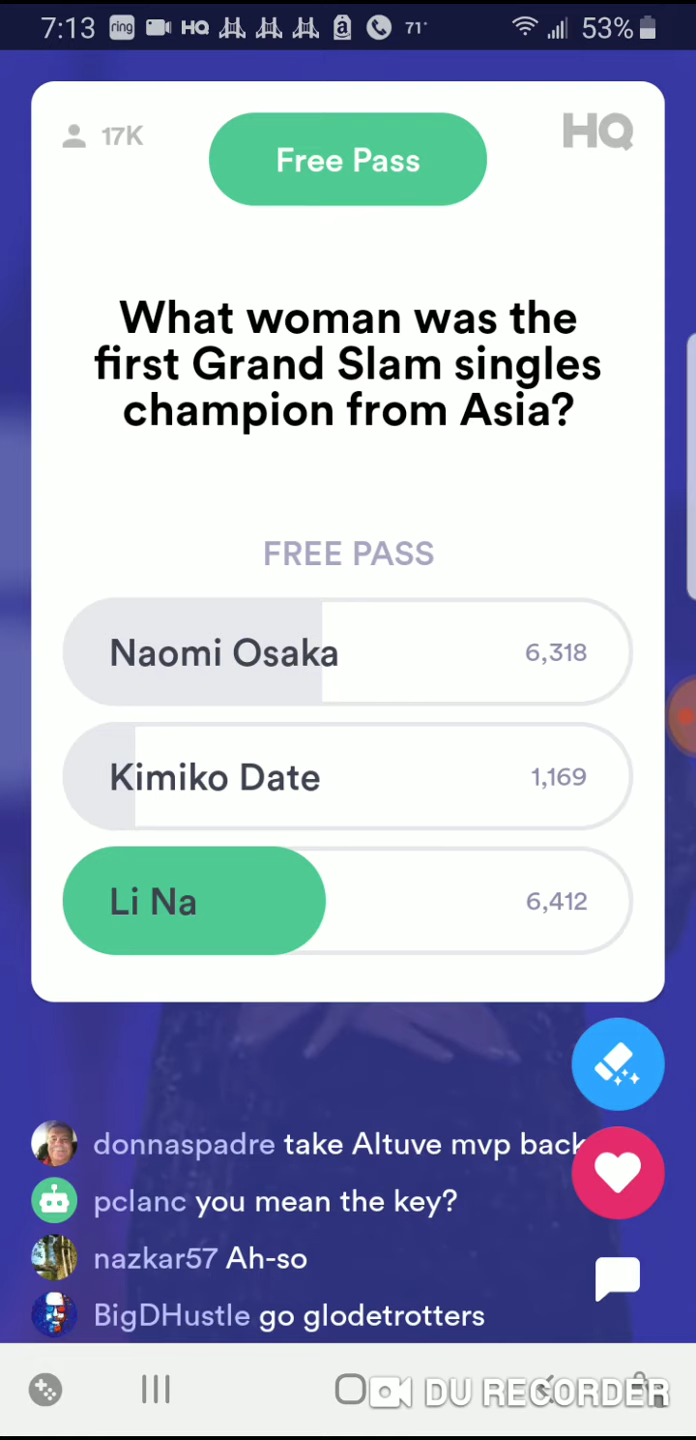 7:13 ring HQ a 71° 53%
17K Free Pass HQ
What woman was the
first Grand Slam singles
champion from Asia?
FREE PASS
Naomi Osaka 6,318
Kimiko Date 1,169
Li Na 6,412
donnaspadre take Altuve mvp back
pclanc you mean the key?
nazkar57 Ah-so
BigDHustle go glodetrotters
DU RECORDER